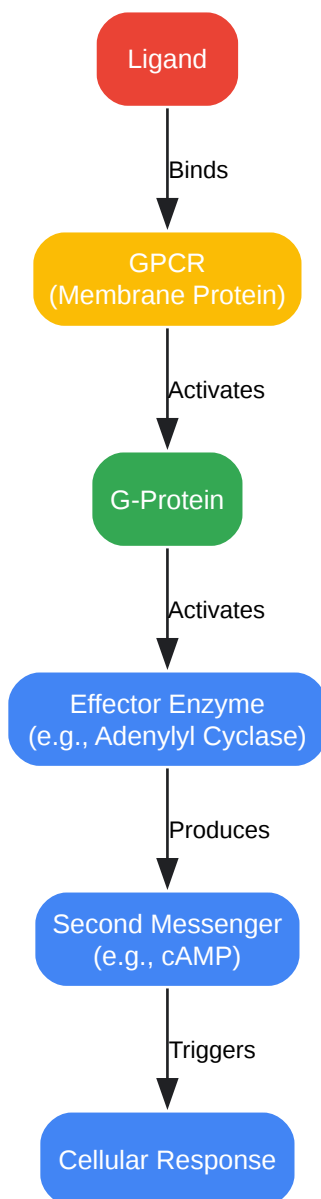 Ligand
Binds
GPCR
(Membrane Protein)
Activates
G-Protein
Activates
Effector Enzyme
(e.g., Adenylyl Cyclase)
Produces
Second Messenger
(e.g., cAMP)
Triggers
Cellular Response